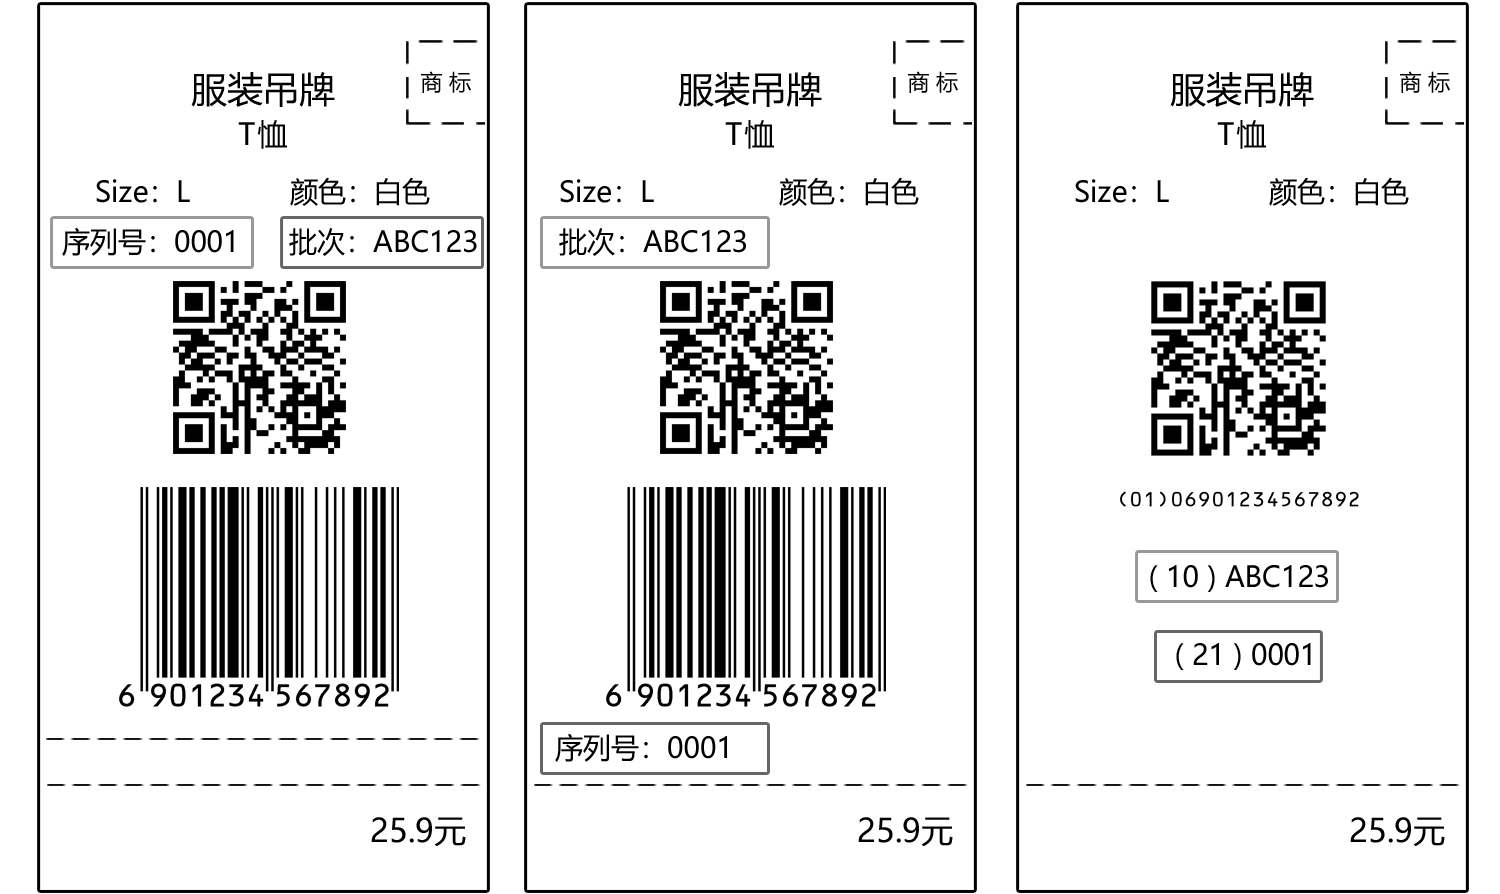 商 标
服装吊牌
T恤
Size：L 颜色：白色
序列号：0001 批次：ABC123
6 901234 567892
25.9元
商 标
服装吊牌
T恤
Size：L 颜色：白色
批次：ABC123
6 901234 567892
序列号：0001
25.9元
商 标
服装吊牌
T恤
Size：L 颜色：白色
(01)06901234567892
（10）ABC123
（21）0001
25.9元